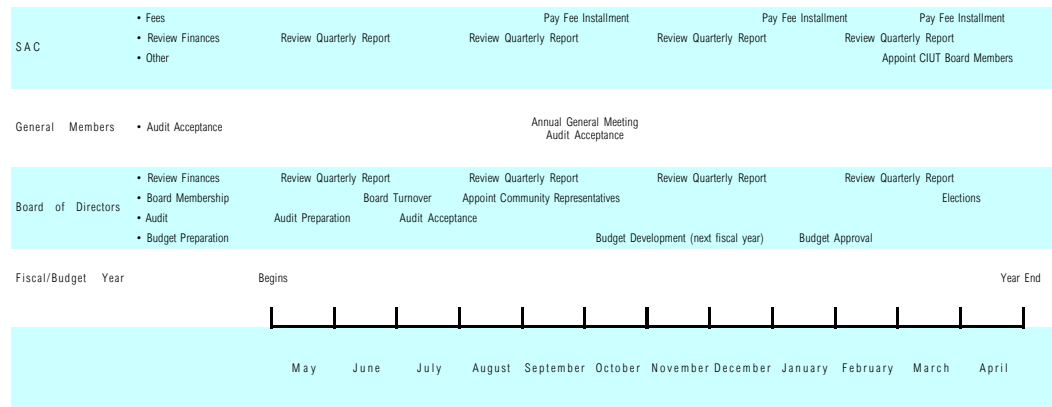 • Fees Pay Fee Installment Pay Fee Installment Pay Fee Installment
SAC • Review Finances Review Quarterly Report Review Quarterly Report Review Quarterly Report Review Quarterly Report
• Other Appoint CIUT Board Members
General Members • Audit Acceptance Annual General Meeting
Audit Acceptance
• Review Finances Review Quarterly Report Review Quarterly Report Review Quarterly Report Review Quarterly Report
Board of Directors • Board Membership Board Turnover Appoint Community Representatives Elections
• Audit Audit Preparation Audit Acceptance
• Budget Preparation Budget Development (next fiscal year) Budget Approval
Fiscal/Budget Year Begins Year End
May June July August September October November December January February March April